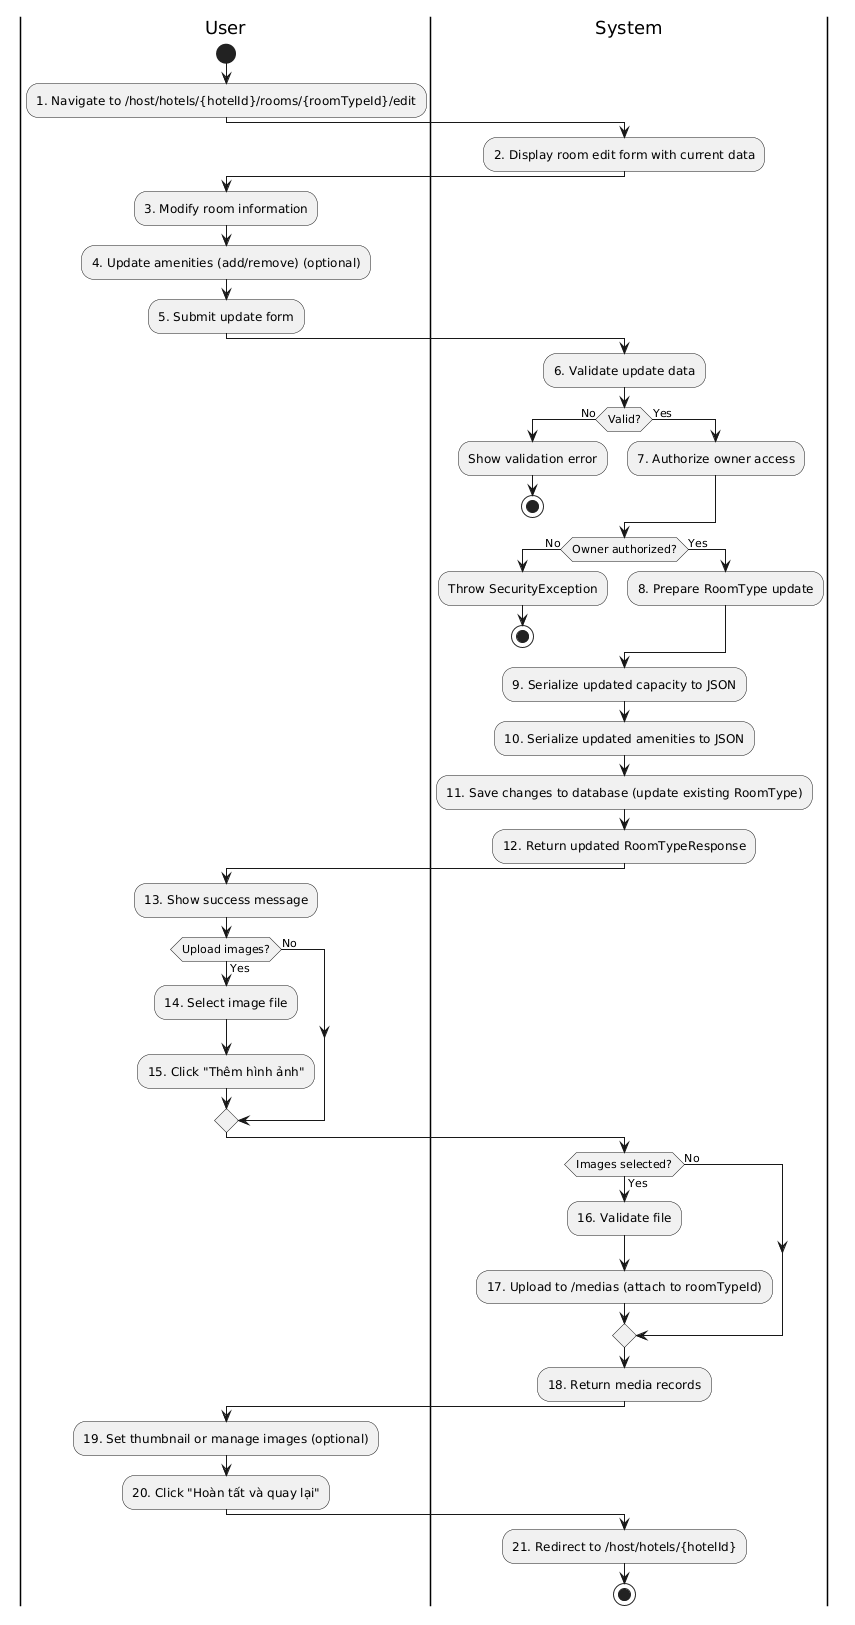 User
System
1. Navigate to /host/hotels/{hotelId}/rooms/{roomTypeId}/edit
2. Display room edit form with current data
3. Modify room information
4. Update amenities (add/remove) (optional)
5. Submit update form
6. Validate update data
No
Valid?
Yes
Show validation error
7. Authorize owner access
No
Owner authorized?
Yes
Throw SecurityException
8. Prepare RoomType update
9. Serialize updated capacity to JSON
10. Serialize updated amenities to JSON
11. Save changes to database (update existing RoomType)
12. Return updated RoomTypeResponse
13. Show success message
Upload images?
No
Yes
14. Select image file
15. Click "Thêm hình ảnh"
Images selected?
No
Yes
16. Validate file
17. Upload to /medias (attach to roomTypeId)
18. Return media records
19. Set thumbnail or manage images (optional)
20. Click "Hoàn tất và quay lại"
21. Redirect to /host/hotels/{hotelId}